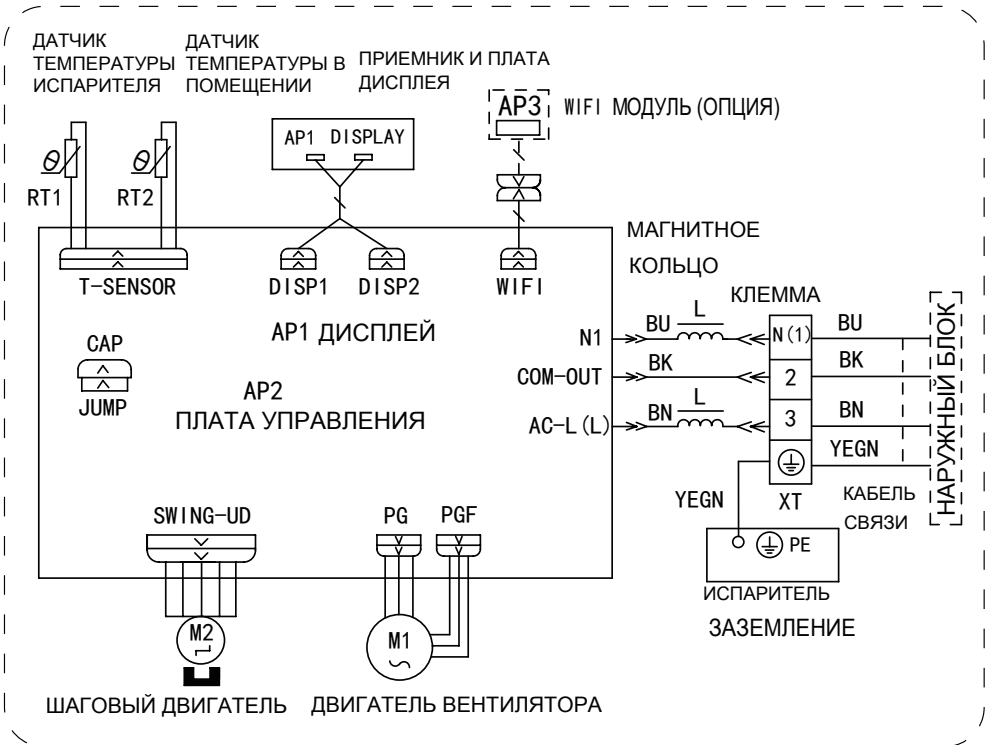 ДАТЧИК
ТЕМПЕРАТУРЫ
ИСПАРИТЕЛЯ
ДАТЧИК
ТЕМПЕРАТУРЫ В
ПОМЕЩЕНИИ
ПРИЕМНИК И ПЛАТА
ДИСПЛЕЯ
AP3
WIFI МОДУЛЬ (ОПЦИЯ)
AP1 DISPLAY
θ
RT1
θ
RT2
T-SENSOR
DISP1
DISP2
WIFI
МАГНИТНОЕ
КОЛЬЦО
КЛЕММА
AP1 ДИСПЛЕЙ
CAP
JUMP
AP2
ПЛАТА УПРАВЛЕНИЯ
N1
BU
L
N(1)
BU
COM-OUT
BK
2
BK
AC-L(L)
BN
L
3
BN
YEGN
НАРУЖНЫЙ БЛОК
YEGN
XT
КАБЕЛЬ
СВЯЗИ
PE
ИСПАРИТЕЛЬ
ЗАЗЕМЛЕНИЕ
SWING-UD
PG
PGF
M2
M1
ШАГОВЫЙ ДВИГАТЕЛЬ
ДВИГАТЕЛЬ ВЕНТИЛЯТОРА